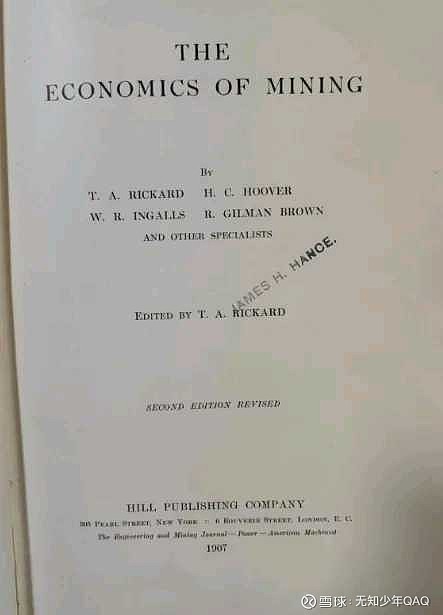 THE
ECONOMICS OF MINING
BY
T. A. RICKARD H. C. HOOVER
W. R. INGALLS R. GILMAN BROWN
AND OTHER SPECIALISTS
JAMES H. HANCE.
EDITED BY T. A. RICKARD
SECOND EDITION REVISED
HILL PUBLISHING COMPANY
505 PEARL STREET, NEW YORK : 6 BOUVERIE STREET, LONDON, E. C.
The Engineering and Mining Journal—Power—American Machinist
1907
雪球:无知少年QAQ